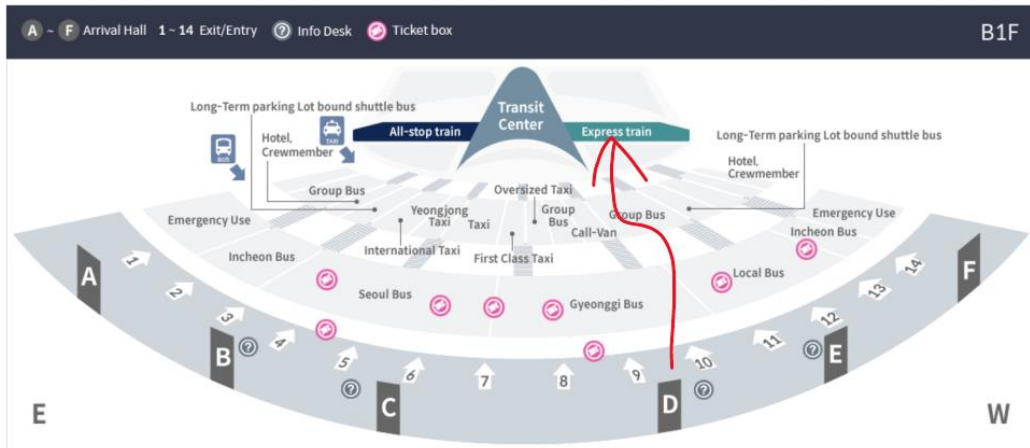 A ~ F Arrival Hall 1 ~ 14 Exit/Entry ? Info Desk Ticket box B1F
Transit
Center
Long-Term parking Lot bound shuttle bus
TAXI
All-stop train
Express train
Long-Term parking Lot bound shuttle bus
BUS
Hotel,
Crewmember
Hotel,
Crewmember
Group Bus
Oversized Taxi
Emergency Use
Yeongjong
Taxi
Taxi
Group
Bus
Group Bus
Emergency Use
Call-Van
Incheon Bus
International Taxi
First Class Taxi
Incheon Bus
Seoul Bus
Gyeonggi Bus
Local Bus
A
B
C
D
E
F
1
2
3
4
5
6
7
8
9
10
11
12
13
14
?
?
?
?
E
W